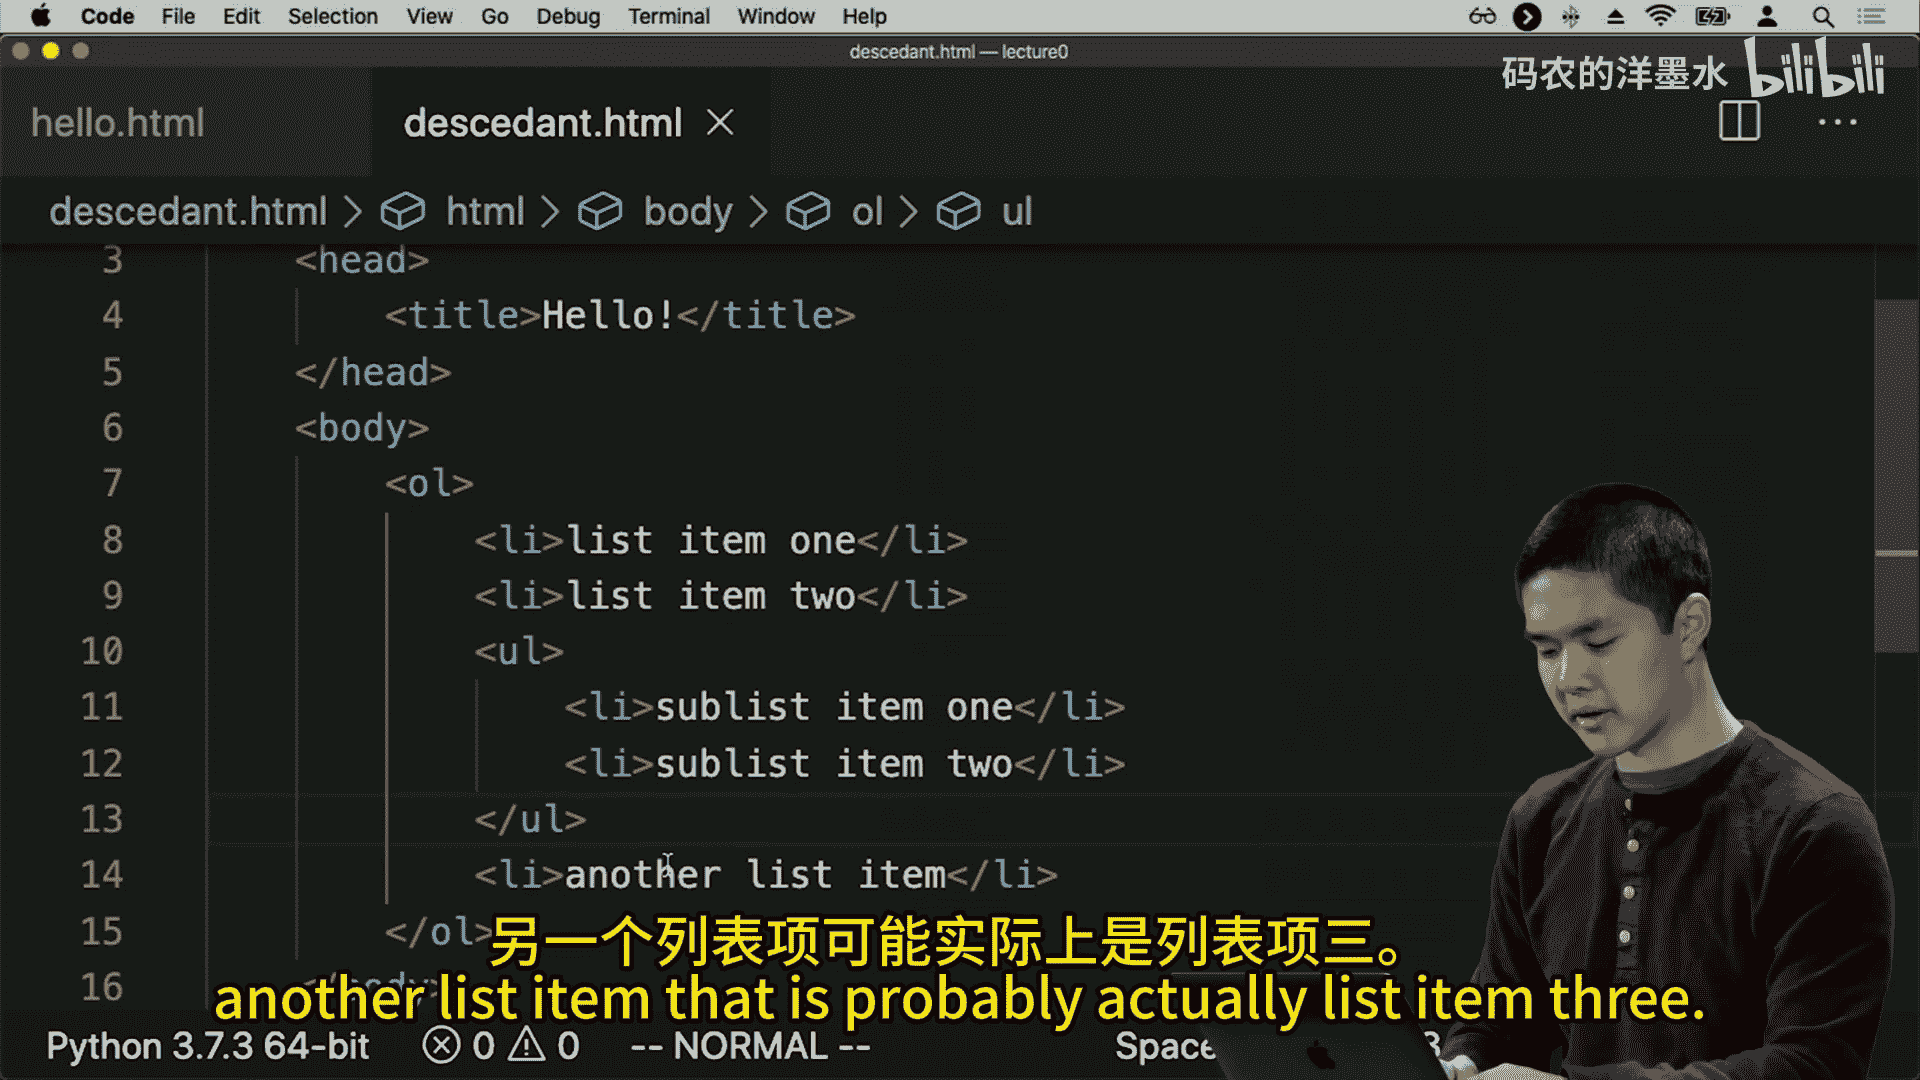 Code File Edit Selection View Go Debug Terminal Window Help
descedant.html — lecture0
码农的洋墨水 bilibili
hello.html descedant.html
descedant.html > html > body > ol > ul
3 <head>
4 <title>Hello!</title>
5 </head>
6 <body>
7 <ol>
8 <li>list item one</li>
9 <li>list item two</li>
10 <ul>
11 <li>sublist item one</li>
12 <li>sublist item two</li>
13 </ul>
14 <li>another list item</li>
15 </ol>
16
另一个列表项可能实际上是列表项三。
another list item that is probably actually list item three.
Python 3.7.3 64-bit 0 0 -- NORMAL --